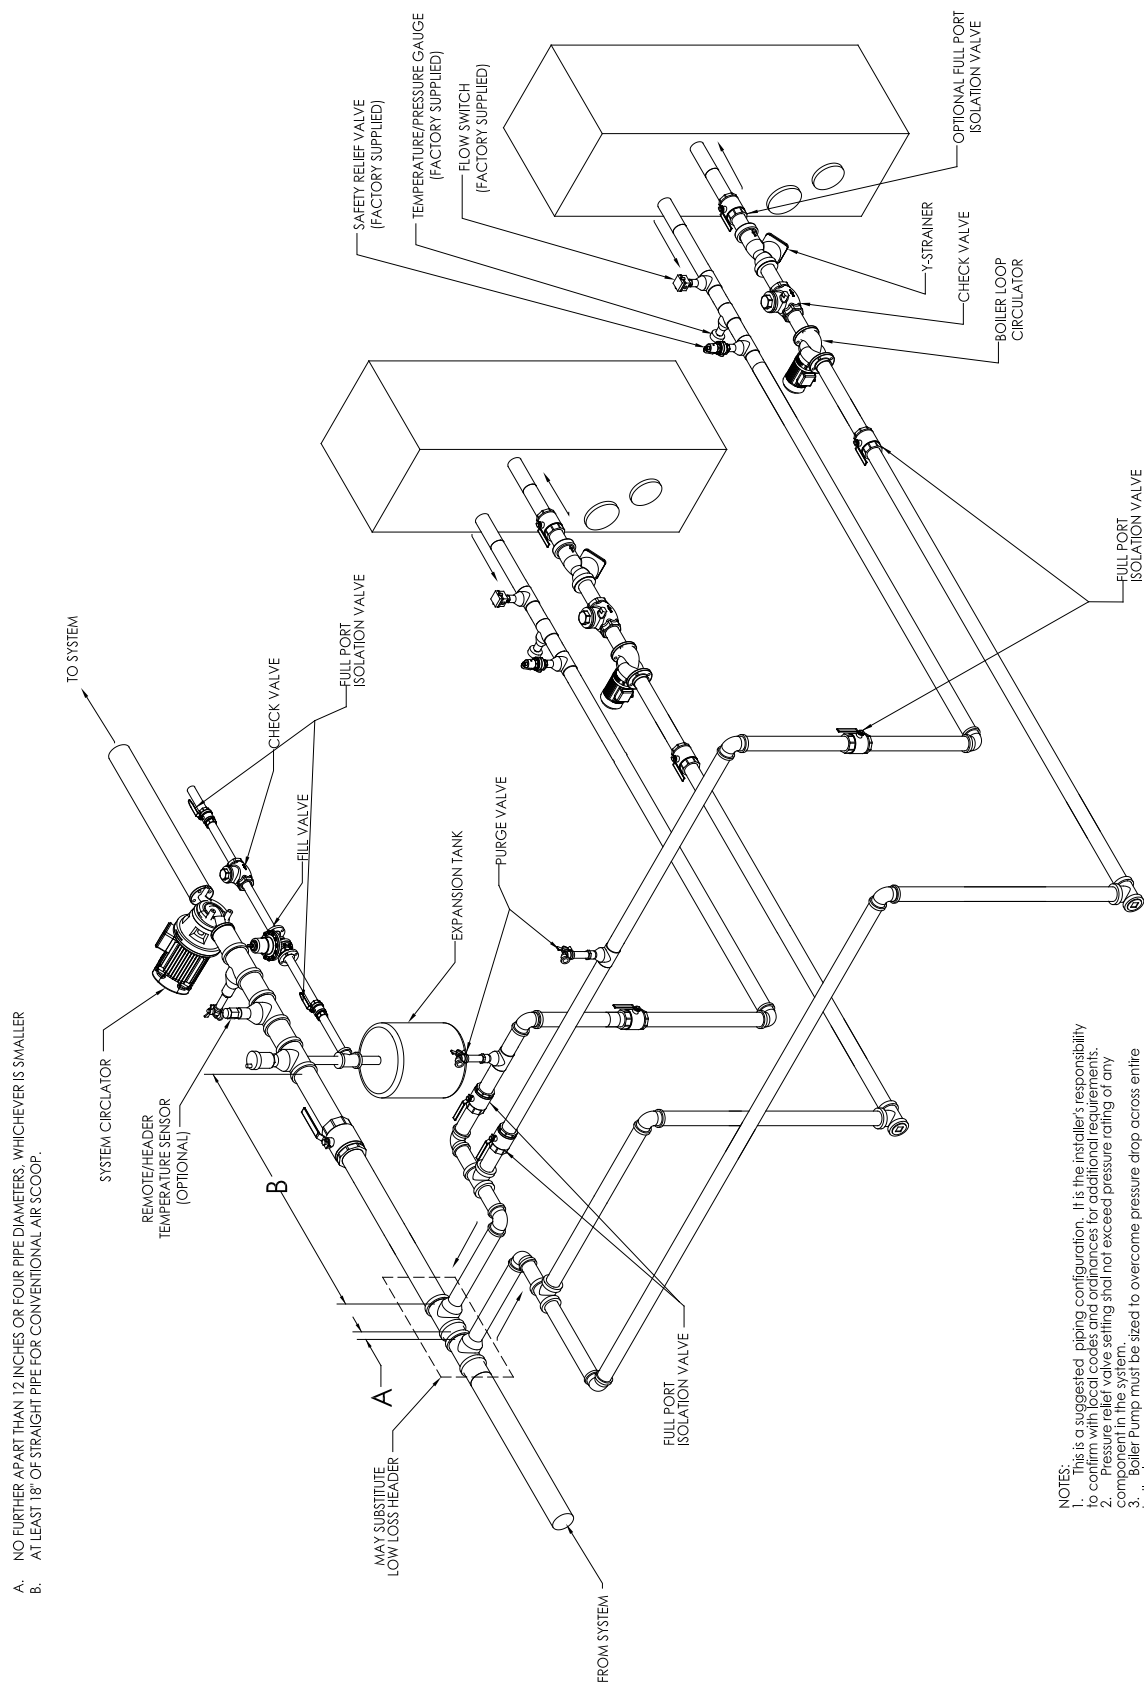 A. NO FURTHER APART THAN 12 INCHES OR FOUR PIPE DIAMETERS, WHICHEVER IS SMALLER
B. AT LEAST 18" OF STRAIGHT PIPE FOR CONVENTIONAL AIR SCOOP.
FROM SYSTEM
MAY SUBSTITUTE
LOW LOSS HEADER
A
B
REMOTE/HEADER
TEMPERATURE SENSOR
(OPTIONAL)
SYSTEM CIRCLATOR
TO SYSTEM
CHECK VALVE
FULL PORT
ISOLATION VALVE
FILL VALVE
EXPANSION TANK
PURGE VALVE
SAFETY RELIEF VALVE
(FACTORY SUPPLIED)
TEMPERATURE/PRESSURE GAUGE
(FACTORY SUPPLIED)
FLOW SWITCH
(FACTORY SUPPLIED)
OPTIONAL FULL PORT
ISOLATION VALVE
Y-STRAINER
CHECK VALVE
BOILER LOOP
CIRCULATOR
FULL PORT
ISOLATION VALVE
FULL PORT
ISOLATION VALVE
NOTES:
1. This is a suggested piping configuration. It is the installer's responsibility
to confirm with local codes and ordinances for additional requirements.
2. Pressure relief valve setting shal not exceed pressure rating of any
component in the system.
3. Boiler Pump must be sized to overcome pressure drop across entire